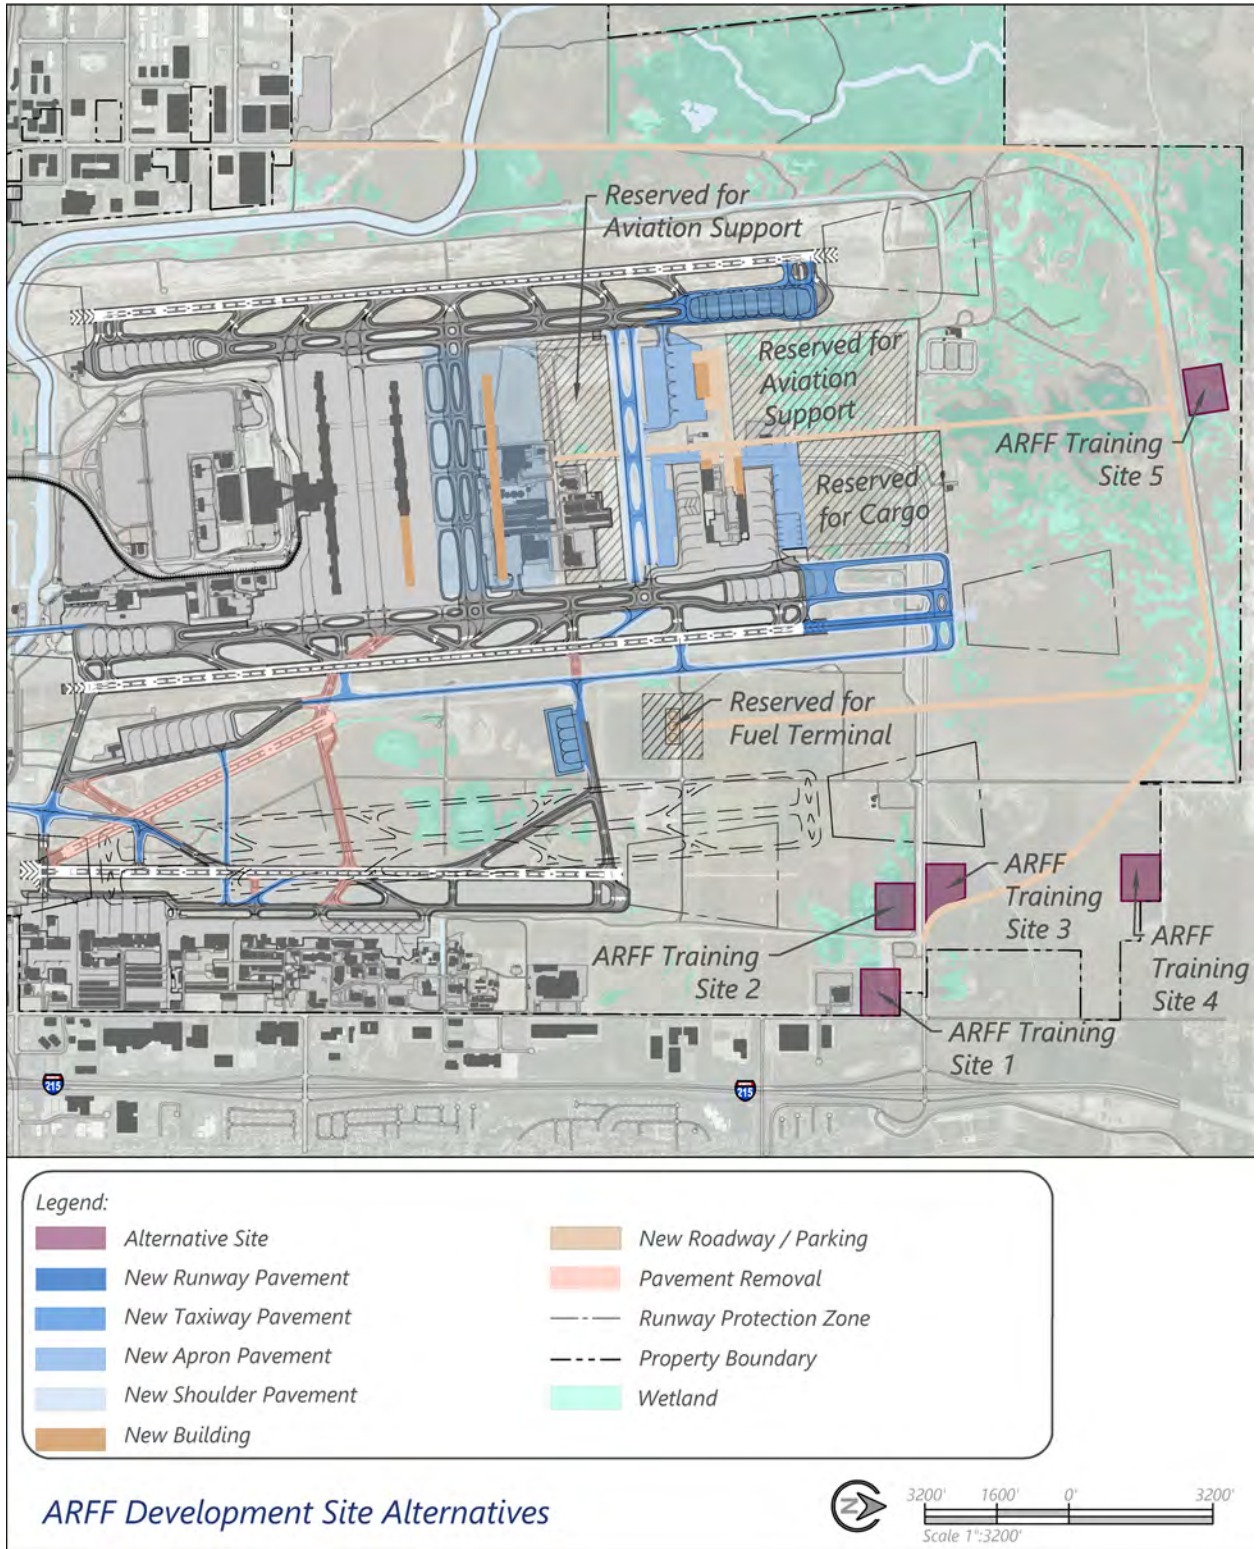 Reserved for
Aviation Support
Reserved for
Aviation
Support
ARFF Training
Site 5
Reserved
for Cargo
Reserved for
Fuel Terminal
ARFF
Training
Site 3
ARFF Training
Site 2
ARFF
Training
Site 4
ARFF Training
Site 1
215
215
Legend:
Alternative Site
New Runway Pavement
New Taxiway Pavement
New Apron Pavement
New Shoulder Pavement
New Building
New Roadway / Parking
Pavement Removal
Runway Protection Zone
Property Boundary
Wetland
ARFF Development Site Alternatives
N
3200' 1600' 0' 3200'
Scale 1":3200'